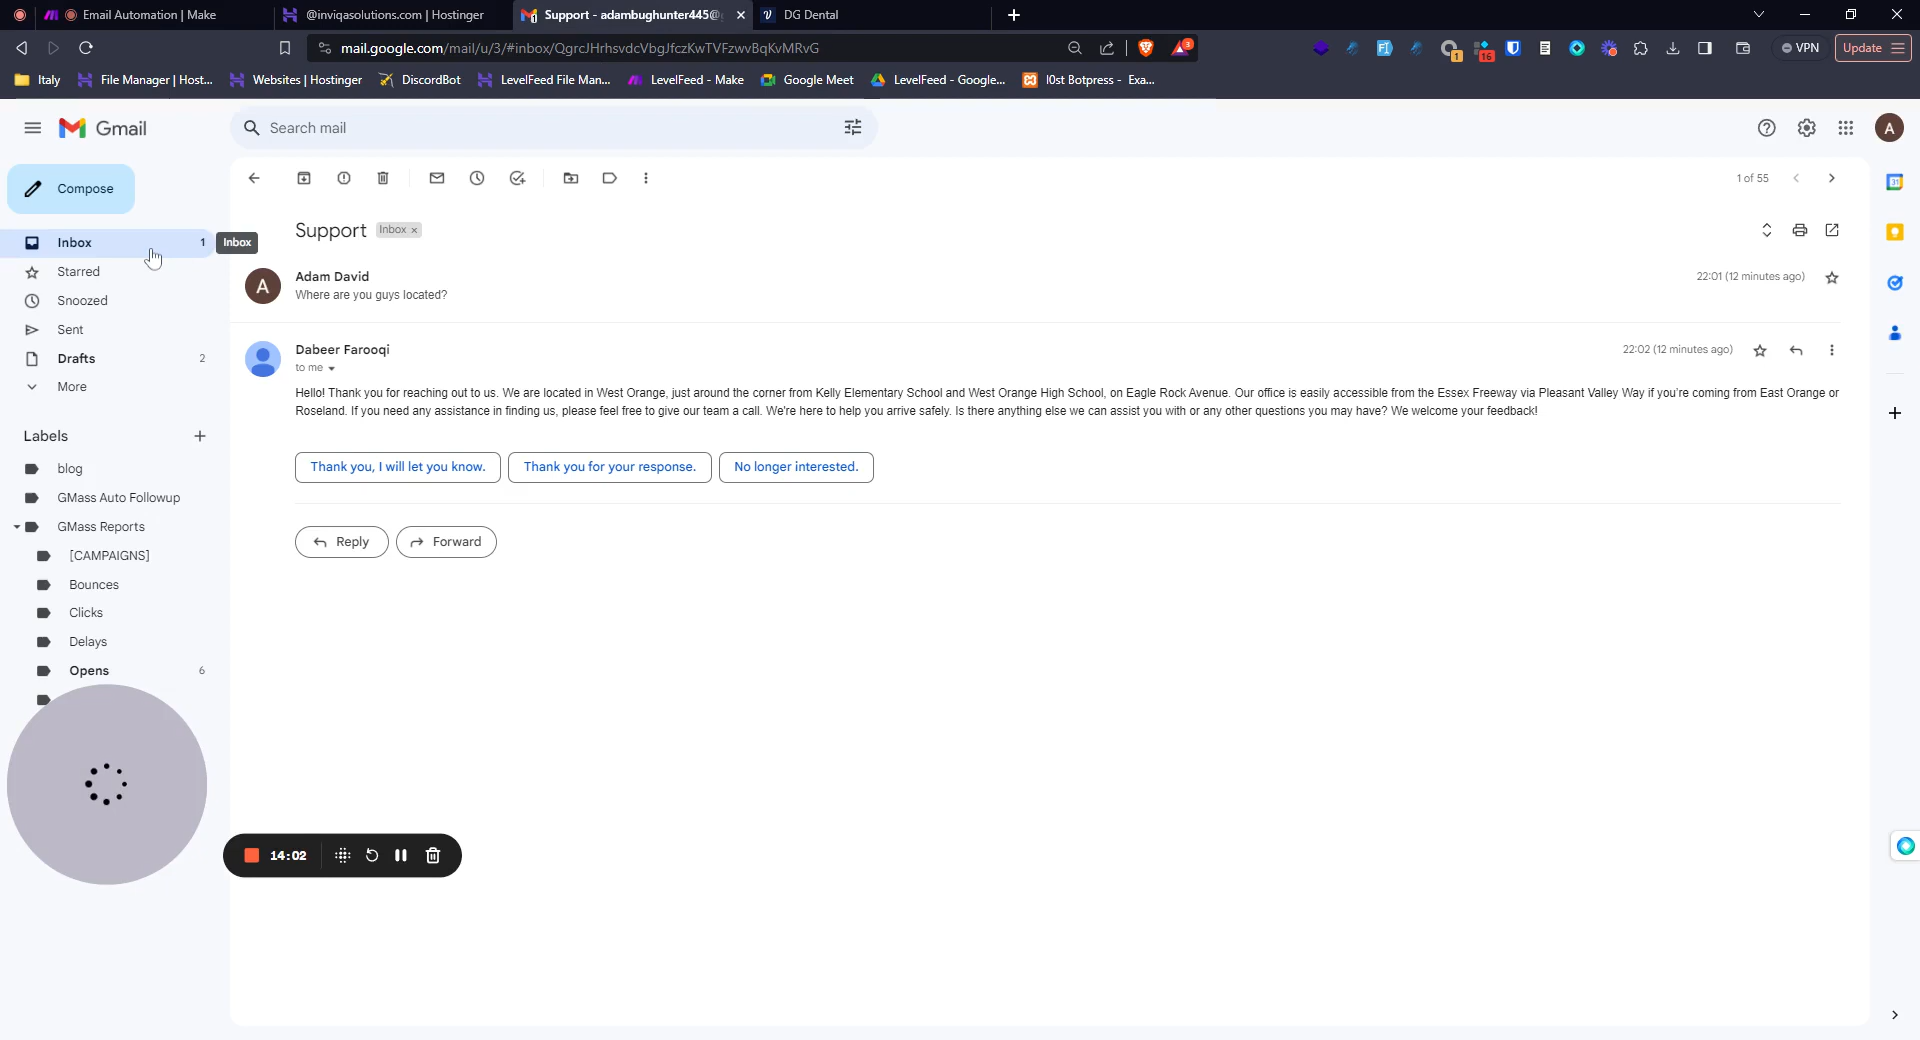 Email Automation | Make
@inviqasolutions.com | Hostinger
Support - adambughunter445@
DG Dental
mail.google.com/mail/u/3/#inbox/QgrcJHrhsvdcVbgJfczKwTVFzwvBqKvMRvG
3
1
16
VPN
Update
Italy
File Manager | Host...
Websites | Hostinger
DiscordBot
LevelFeed File Man...
LevelFeed - Make
Google Meet
LevelFeed - Google...
l0st Botpress - Exa...
Gmail
Search mail
A
Compose
1 of 55
31
Support
Inbox ×
Inbox
1
Inbox
Starred
Snoozed
Sent
Drafts
2
More
A
Adam David
22:01 (12 minutes ago)
Where are you guys located?
Dabeer Farooqi
22:02 (12 minutes ago)
to me
Hello! Thank you for reaching out to us. We are located in West Orange, just around the corner from Kelly Elementary School and West Orange High School, on Eagle Rock Avenue. Our office is easily accessible from the Essex Freeway via Pleasant Valley Way if you're coming from East Orange or
Roseland. If you need any assistance in finding us, please feel free to give our team a call. We're here to help you arrive safely. Is there anything else we can assist you with or any other questions you may have? We welcome your feedback!
Thank you, I will let you know.
Thank you for your response.
No longer interested.
Reply
Forward
Labels
blog
GMass Auto Followup
GMass Reports
[CAMPAIGNS]
Bounces
Clicks
Delays
Opens
6
14:02